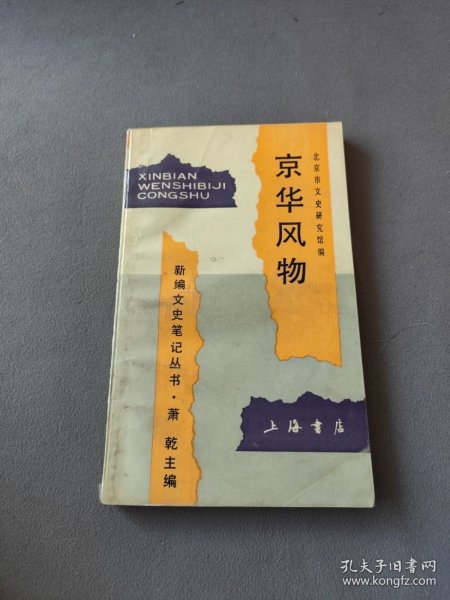 XINBIAN
WENSHIBIJI
CONGSHU
京华风物
北京市文史研究馆编
新编文史笔记丛书·萧乾主编
上海书店
孔夫子旧书网
www.kongfz.com